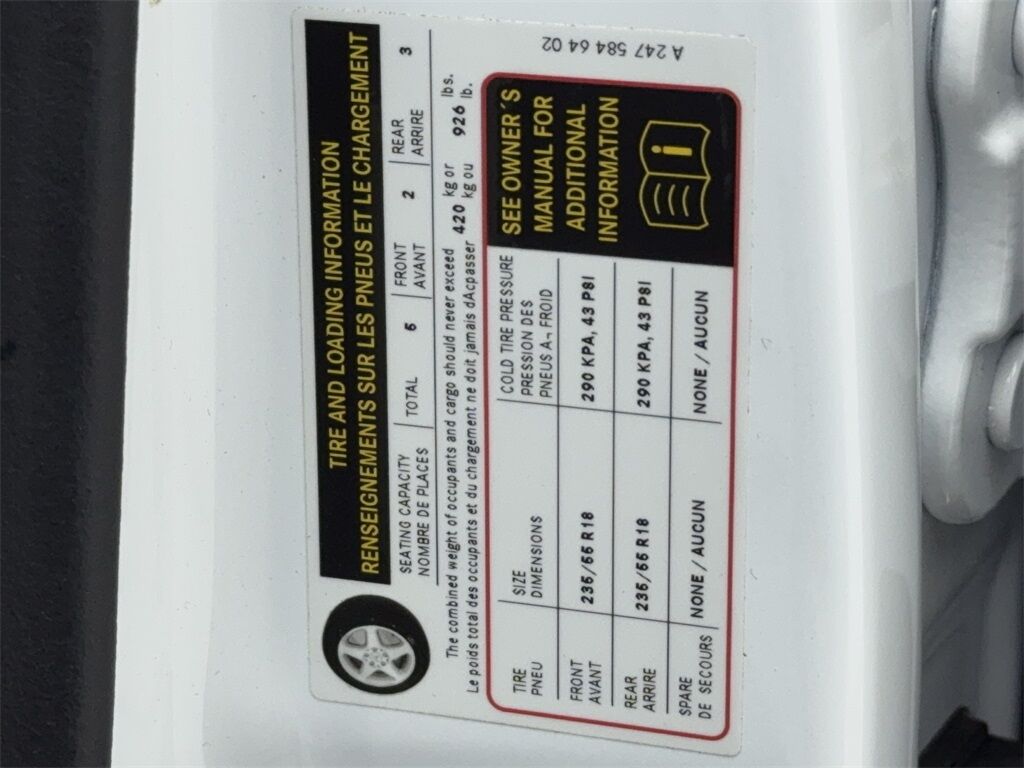 A 247 584 64 02
TIRE AND LOADING INFORMATION
RENSEIGNEMENTS SUR LES PNEUS ET LE CHARGEMENT
SEATING CAPACITY TOTAL 5 FRONT 2 REAR 3
NOMBRE DE PLACES AVANT ARRIRE
The combined weight of occupants and cargo should never exceed 420 kg or 926 lbs.
Le poids total des occupants et du chargement ne doit jamais dAcpasser kg ou lb.
TIRE SIZE COLD TIRE PRESSURE
PNEU DIMENSIONS PRESSION DES
PNEUS A¬ FROID
FRONT 235/55 R18 290 KPA, 43 PSI
AVANT
REAR 235/55 R18 290 KPA, 43 PSI
ARRIRE
SPARE NONE / AUCUN NONE / AUCUN
DE SECOURS
SEE OWNER´S
MANUAL FOR
ADDITIONAL
INFORMATION